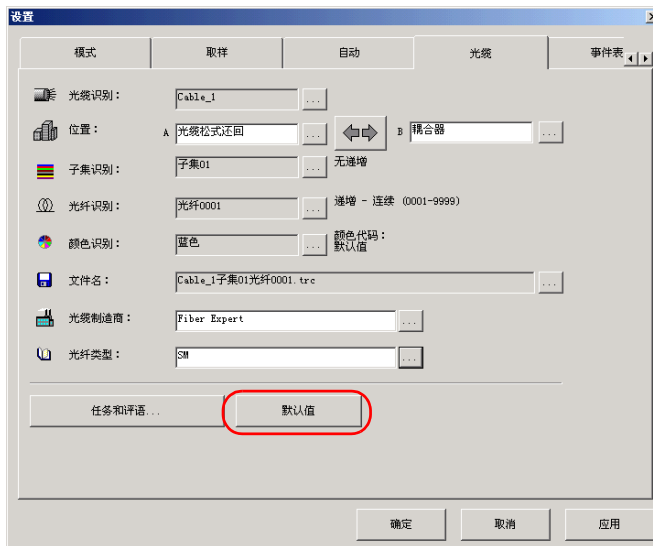 设置
模式 取样 自动 光缆 事件表
光缆识别： Cable_1 ...
位置： A 光缆松式还回 ... B 耦合器 ...
子集识别： 子集01 ... 无递增
光纤识别： 光纤0001 ... 递增 - 连续 (0001-9999)
颜色识别： 蓝色 ... 颜色代码：
默认值
文件名： Cable_1子集01光纤0001.trc ...
光缆制造商： Fiber Expert ...
光纤类型： SM ...
任务和评语... 默认值
确定 取消 应用